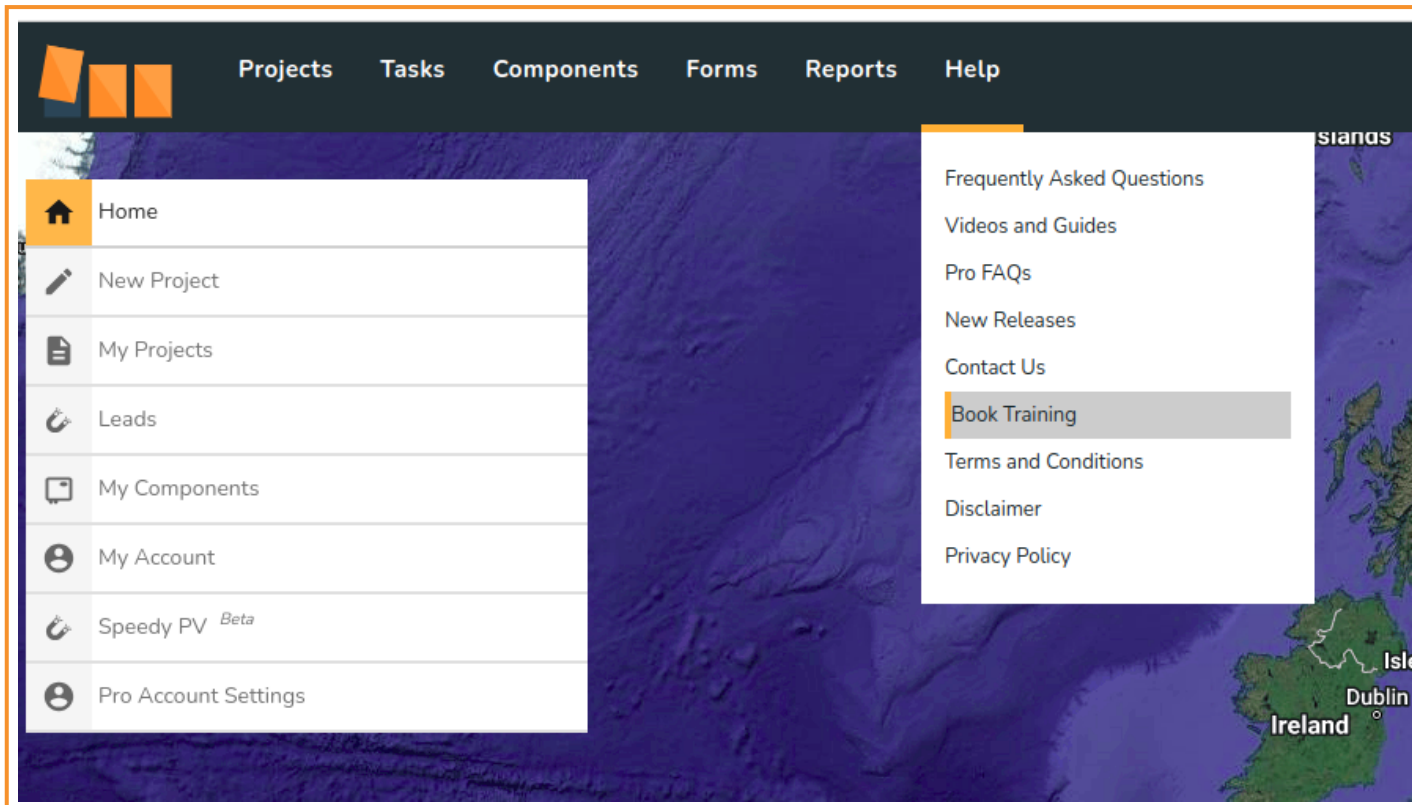 Projects Tasks Components Forms Reports Help
Frequently Asked Questions
Videos and Guides
Pro FAQs
New Releases
Contact Us
Book Training
Terms and Conditions
Disclaimer
Privacy Policy
Home
New Project
My Projects
Leads
My Components
My Account
Speedy PV Beta
Pro Account Settings
Dublin
Ireland